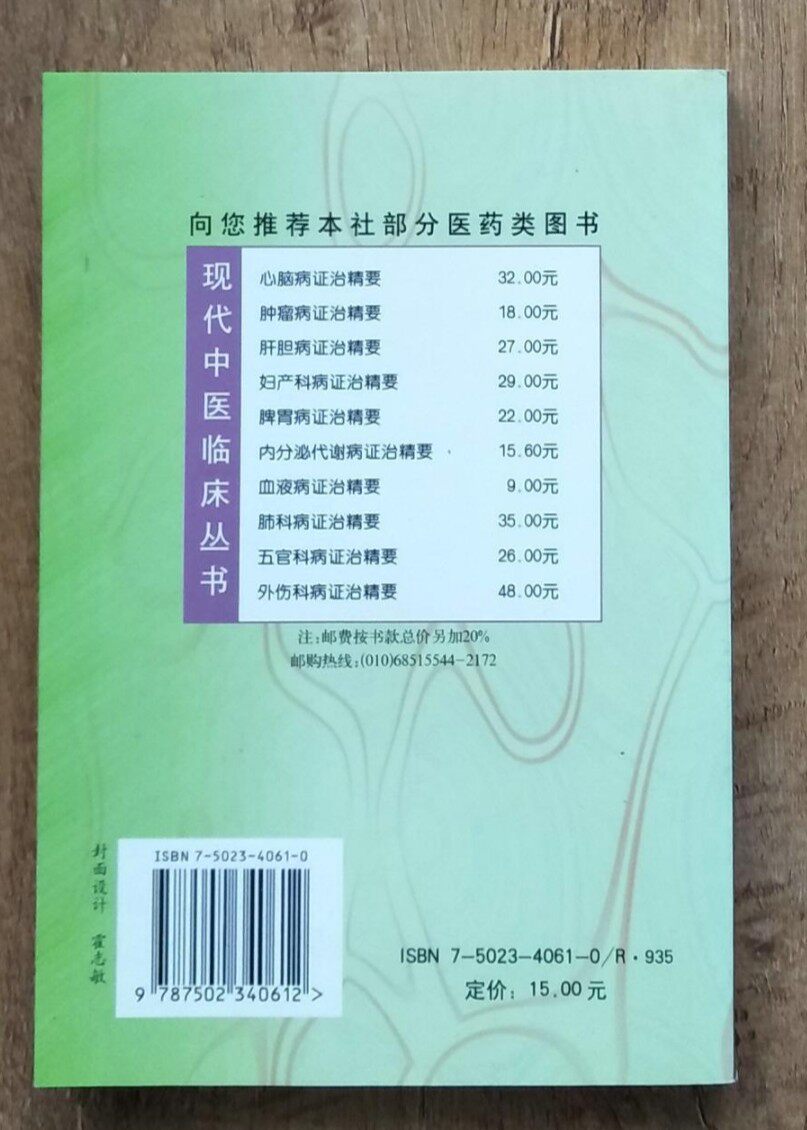 向您推荐本社部分医药类图书
现代中医临床丛书
心脑病证治精要 32.00元
肿瘤病证治精要 18.00元
肝胆病证治精要 27.00元
妇产科病证治精要 29.00元
脾胃病证治精要 22.00元
内分泌代谢病证治精要 15.60元
血液病证治精要 9.00元
肺科病证治精要 35.00元
五官科病证治精要 26.00元
外伤科病证治精要 48.00元
注:邮费按书款总价另加20%
邮购热线:(010)68515544-2172
封面设计 霍志敏
ISBN 7-5023-4061-0
9 787502 340612 >
ISBN 7-5023-4061-0/R·935
定价: 15.00 元